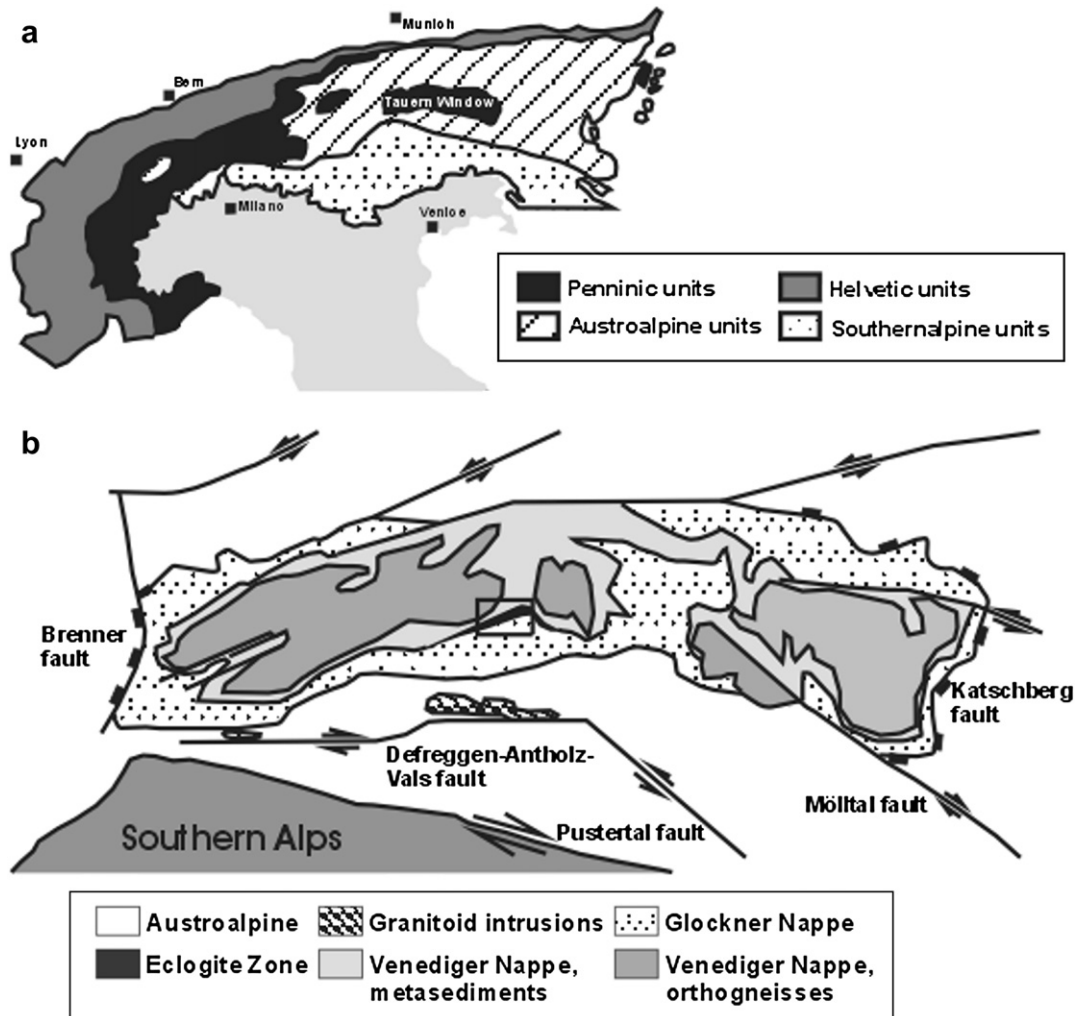 a
Munioh
Bern
Lyon
Tauern Window
Milano
Venloe
Penninic units
Helvetic units
Austroalpine units
Southernalpine units
b
Brenner
fault
Katschberg
fault
Defreggen-Antholz-
Vals fault
Mölltal fault
Pustertal fault
Southern Alps
Austroalpine
Granitoid intrusions
Glockner Nappe
Eclogite Zone
Venediger Nappe,
metasediments
Venediger Nappe,
orthogneisses